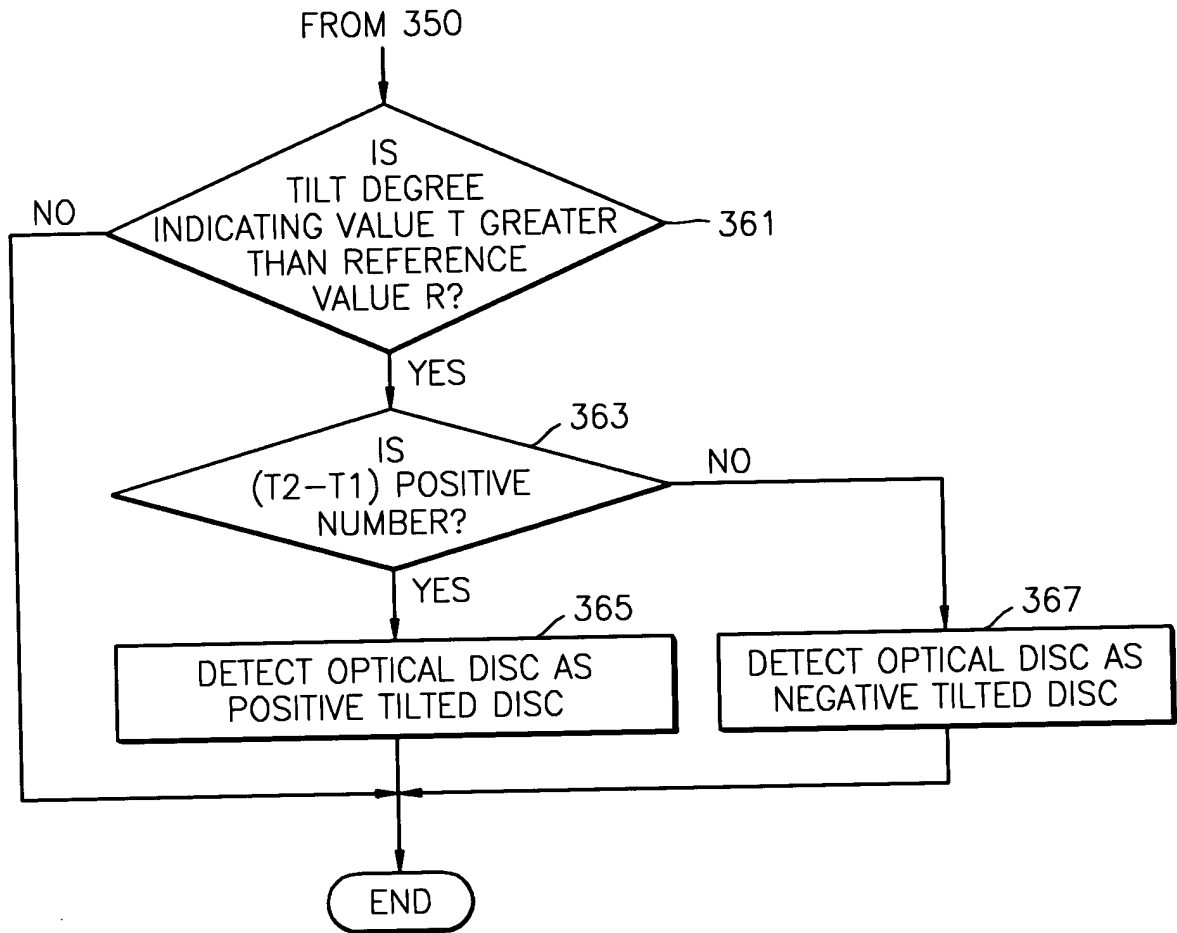 FROM 350
IS
TILT DEGREE
INDICATING VALUE T GREATER
THAN REFERENCE
VALUE R?
NO
361
YES
363
IS
(T2-T1) POSITIVE
NUMBER?
NO
YES
365
DETECT OPTICAL DISC AS
POSITIVE TILTED DISC
367
DETECT OPTICAL DISC AS
NEGATIVE TILTED DISC
END